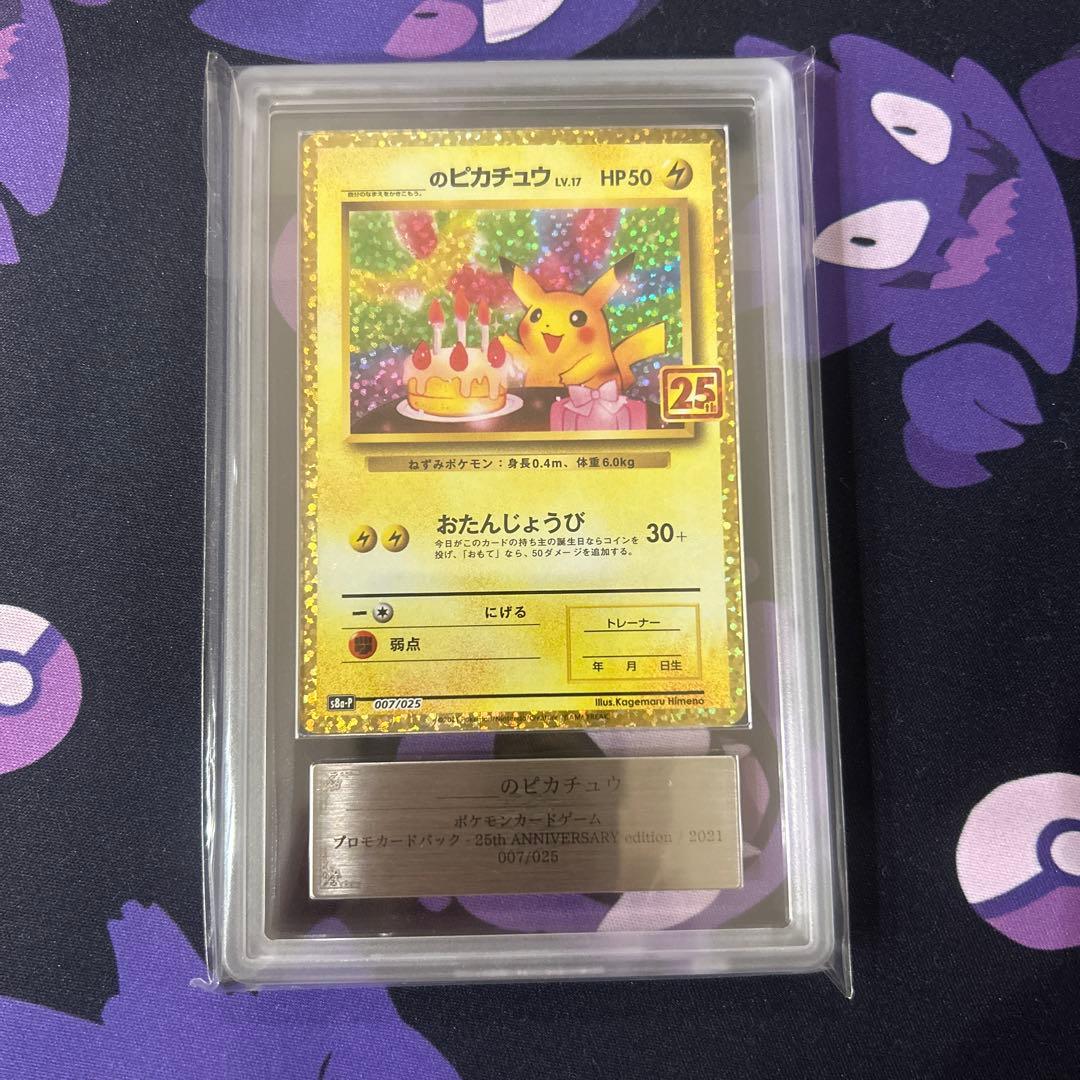 のピカチュウ LV.17 HP50
自分のなまえをかきこもう。
25th
ねずみポケモン：身長0.4m、体重6.0kg
おたんじょうび 30+
今日がこのカードの持ち主の誕生日ならコインを
投げ、「おもて」なら、50ダメージを追加する。
にげる
弱点
トレーナー
年 月 日生
Illus.Kagemaru Himeno
s8a-P 007/025
のピカチュウ
ポケモンカードゲーム
プロモカードパック - 25th ANNIVERSARY edition / 2021
007/025